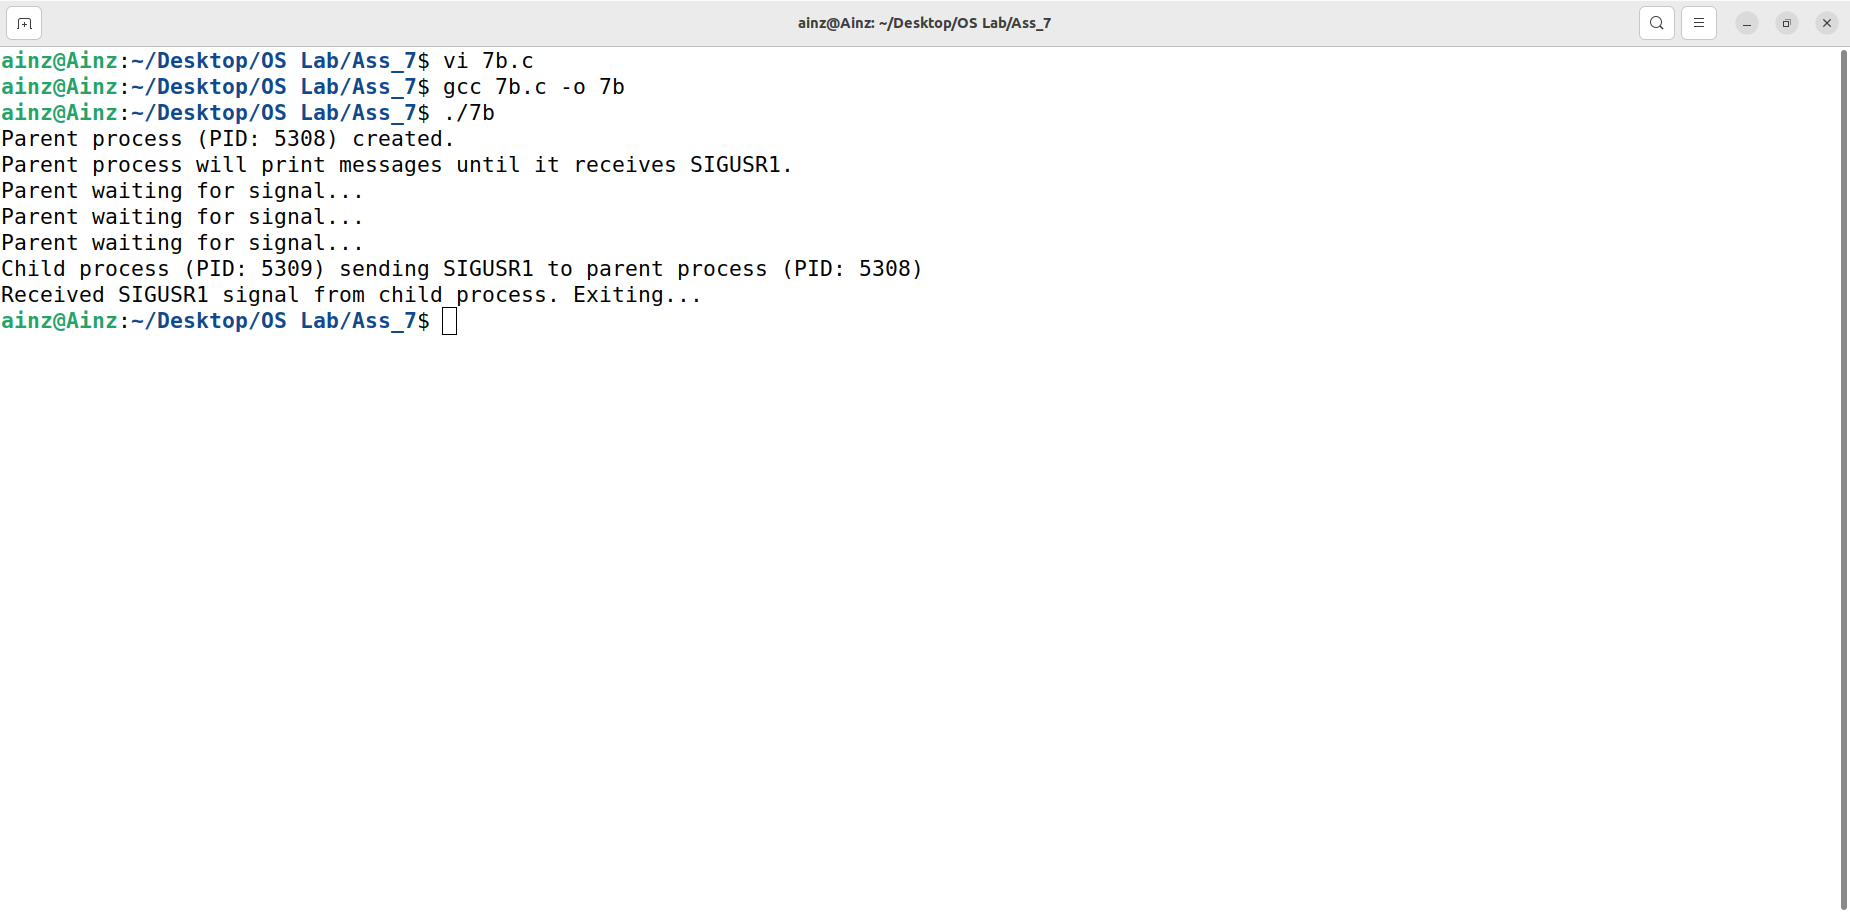 ainz@Ainz: ~/Desktop/OS Lab/Ass_7
ainz@Ainz:~/Desktop/OS Lab/Ass_7$ vi 7b.c
ainz@Ainz:~/Desktop/OS Lab/Ass_7$ gcc 7b.c -o 7b
ainz@Ainz:~/Desktop/OS Lab/Ass_7$ ./7b
Parent process (PID: 5308) created.
Parent process will print messages until it receives SIGUSR1.
Parent waiting for signal...
Parent waiting for signal...
Parent waiting for signal...
Child process (PID: 5309) sending SIGUSR1 to parent process (PID: 5308)
Received SIGUSR1 signal from child process. Exiting...
ainz@Ainz:~/Desktop/OS Lab/Ass_7$